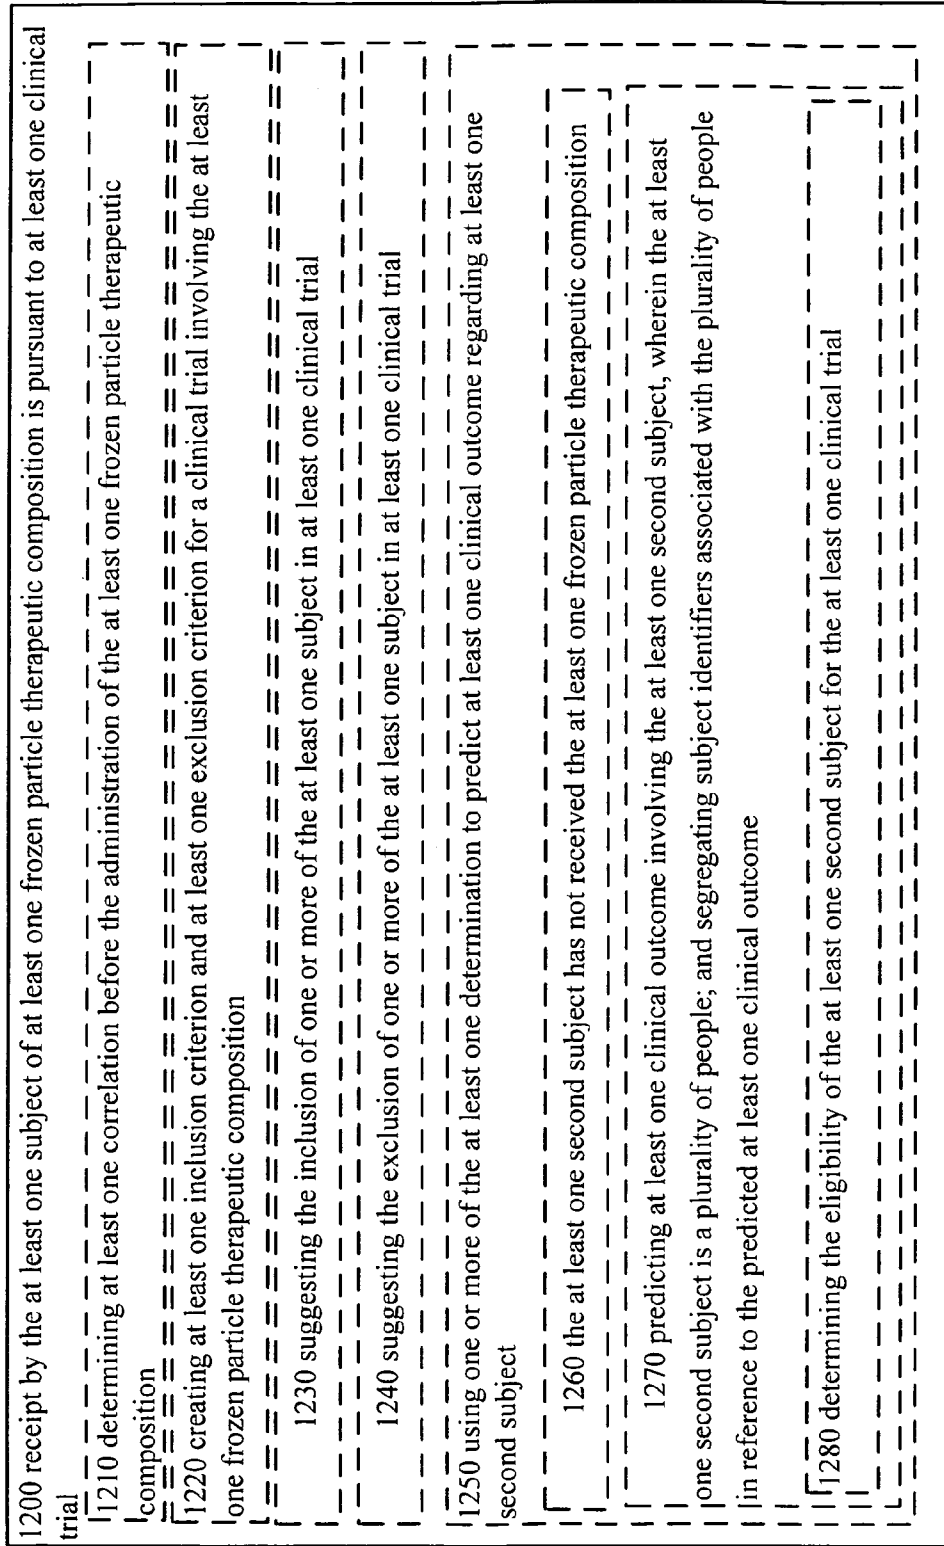 1200 receipt by the at least one subject of at least one frozen particle therapeutic composition is pursuant to at least one clinical
trial
1210 determining at least one correlation before the administration of the at least one frozen particle therapeutic
composition
1220 creating at least one inclusion criterion and at least one exclusion criterion for a clinical trial involving the at least
one frozen particle therapeutic composition
1230 suggesting the inclusion of one or more of the at least one subject in at least one clinical trial
1240 suggesting the exclusion of one or more of the at least one subject in at least one clinical trial
1250 using one or more of the at least one determination to predict at least one clinical outcome regarding at least one
second subject
1260 the at least one second subject has not received the at least one frozen particle therapeutic composition
1270 predicting at least one clinical outcome involving the at least one second subject, wherein the at least
one second subject is a plurality of people; and segregating subject identifiers associated with the plurality of people
in reference to the predicted at least one clinical outcome
1280 determining the eligibility of the at least one second subject for the at least one clinical trial